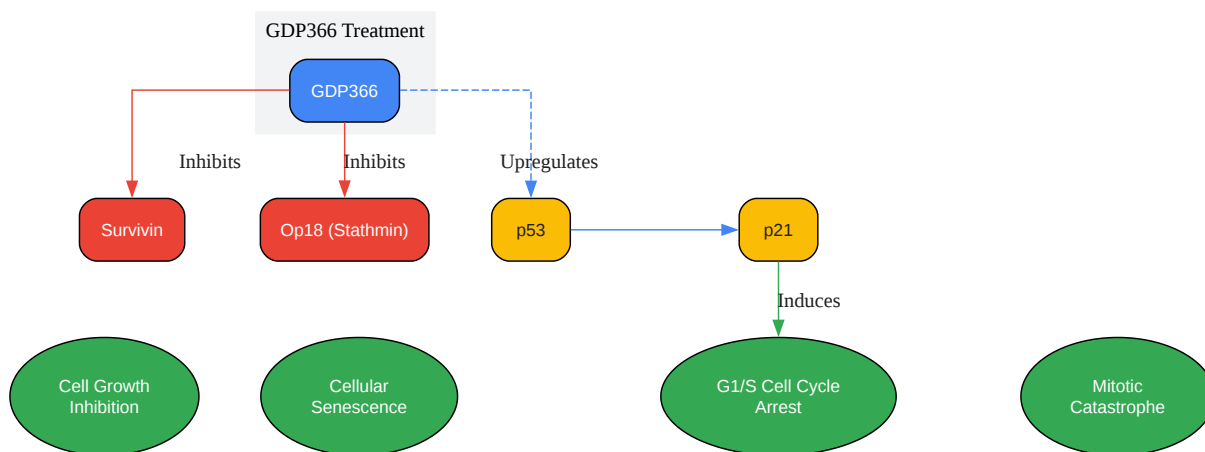 GDP366 Treatment
GDP366
Inhibits
Inhibits
Upregulates
Survivin
Op18 (Stathmin)
p53
p21
Induces
Cell Growth
Inhibition
Cellular
Senescence
G1/S Cell Cycle
Arrest
Mitotic
Catastrophe